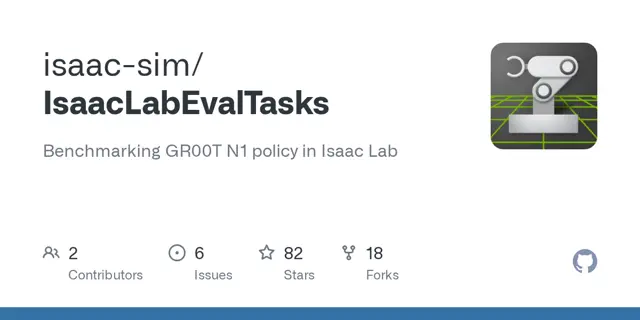 isaac-sim/
IsaacLabEvalTasks
Benchmarking GR00T N1 policy in Isaac Lab
2
Contributors
6
Issues
82
Stars
18
Forks